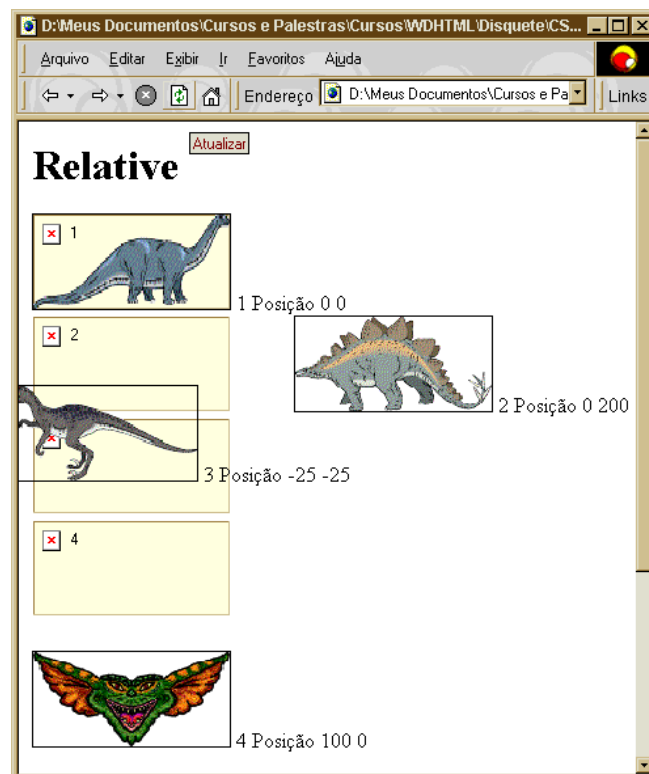 D:\Meus Documentos\Cursos e Palestras\Cursos\WDHTML\Disquete\CS...
Arquivo Editar Exibir Ir Favoritos Ajuda
Endereço D:\Meus Documentos\Cursos e Pa Links
Atualizar
Relative
1
1 Posição 0 0
2
2 Posição 0 200
3 Posição -25 -25
4
4 Posição 100 0